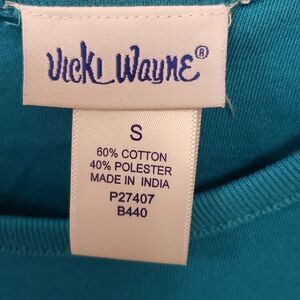 Vicki Wayne®
S
60% COTTON
40% POLESTER
MADE IN INDIA
P27407
B440